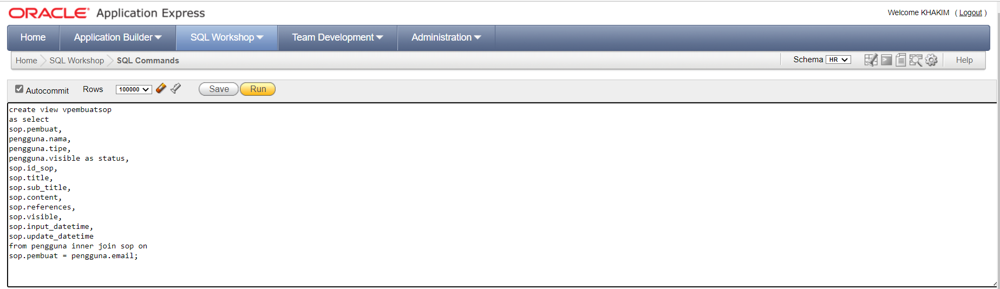 ORACLE Application Express
Welcome KHAKIM ( Logout )
Home Application Builder SQL Workshop Team Development Administration
Home SQL Workshop SQL Commands Schema HR Help
Autocommit Rows 100000 Save Run
create view vpembuatsop
as select
sop.pembuat,
pengguna.nama,
pengguna.tipe,
pengguna.visible as status,
sop.id_sop,
sop.title,
sop.sub_title,
sop.content,
sop.references,
sop.visible,
sop.input_datetime,
sop.update_datetime
from pengguna inner join sop on
sop.pembuat = pengguna.email;